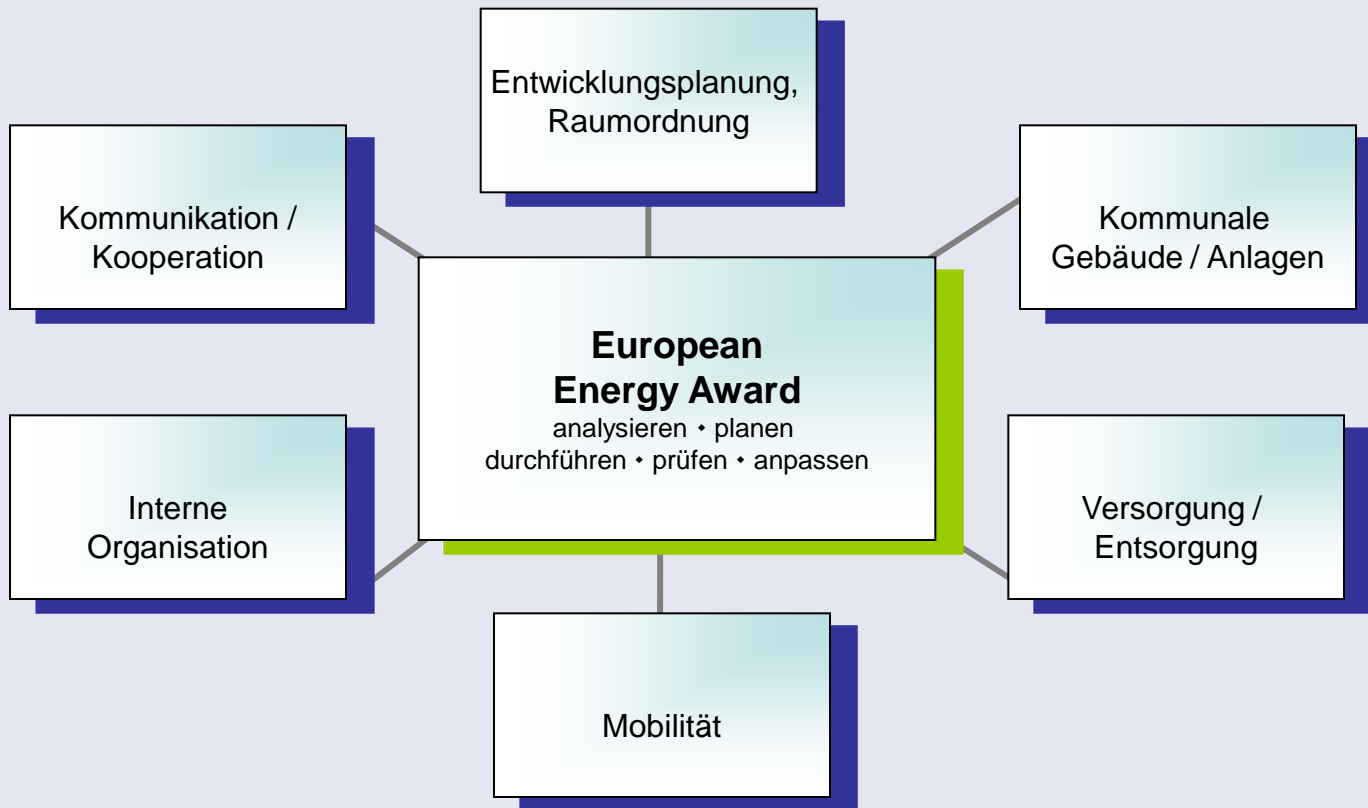 Entwicklungsplanung,
Raumordnung
Kommunikation /
Kooperation
Kommunale
Gebäude / Anlagen
European
Energy Award
analysieren • planen
durchführen • prüfen • anpassen
Interne
Organisation
Versorgung /
Entsorgung
Mobilität